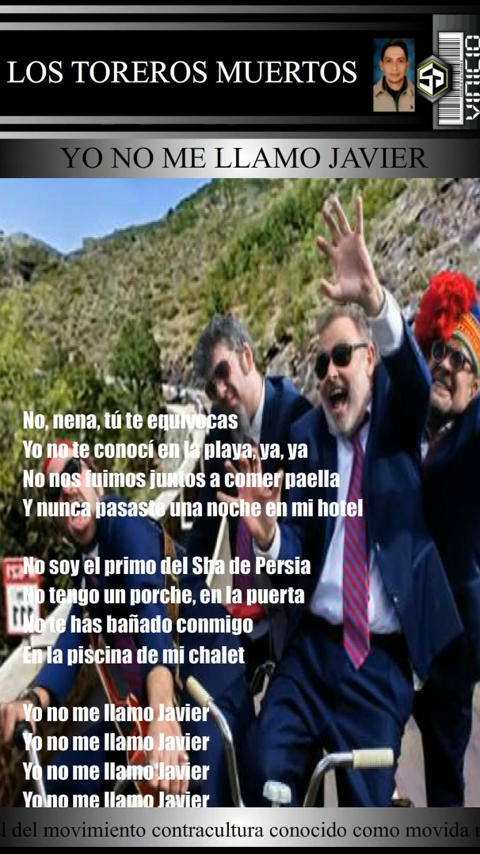 LOS TOREROS MUERTOS
VINICIO
YO NO ME LLAMO JAVIER
No, nena, tú te equivocas
Yo no te conocí en la playa, ya, ya
No nos fuimos juntos a comer paella
Y nunca pasaste una noche en mi hotel
No soy el primo del Sha de Persia
No tengo un porche, en la puerta
No te has bañado conmigo
En la piscina de mi chalet
Yo no me llamo Javier
Yo no me llamo Javier
Yo no me llamo Javier
Yo no me llamo Javier
del movimiento contracultura conocido como movida